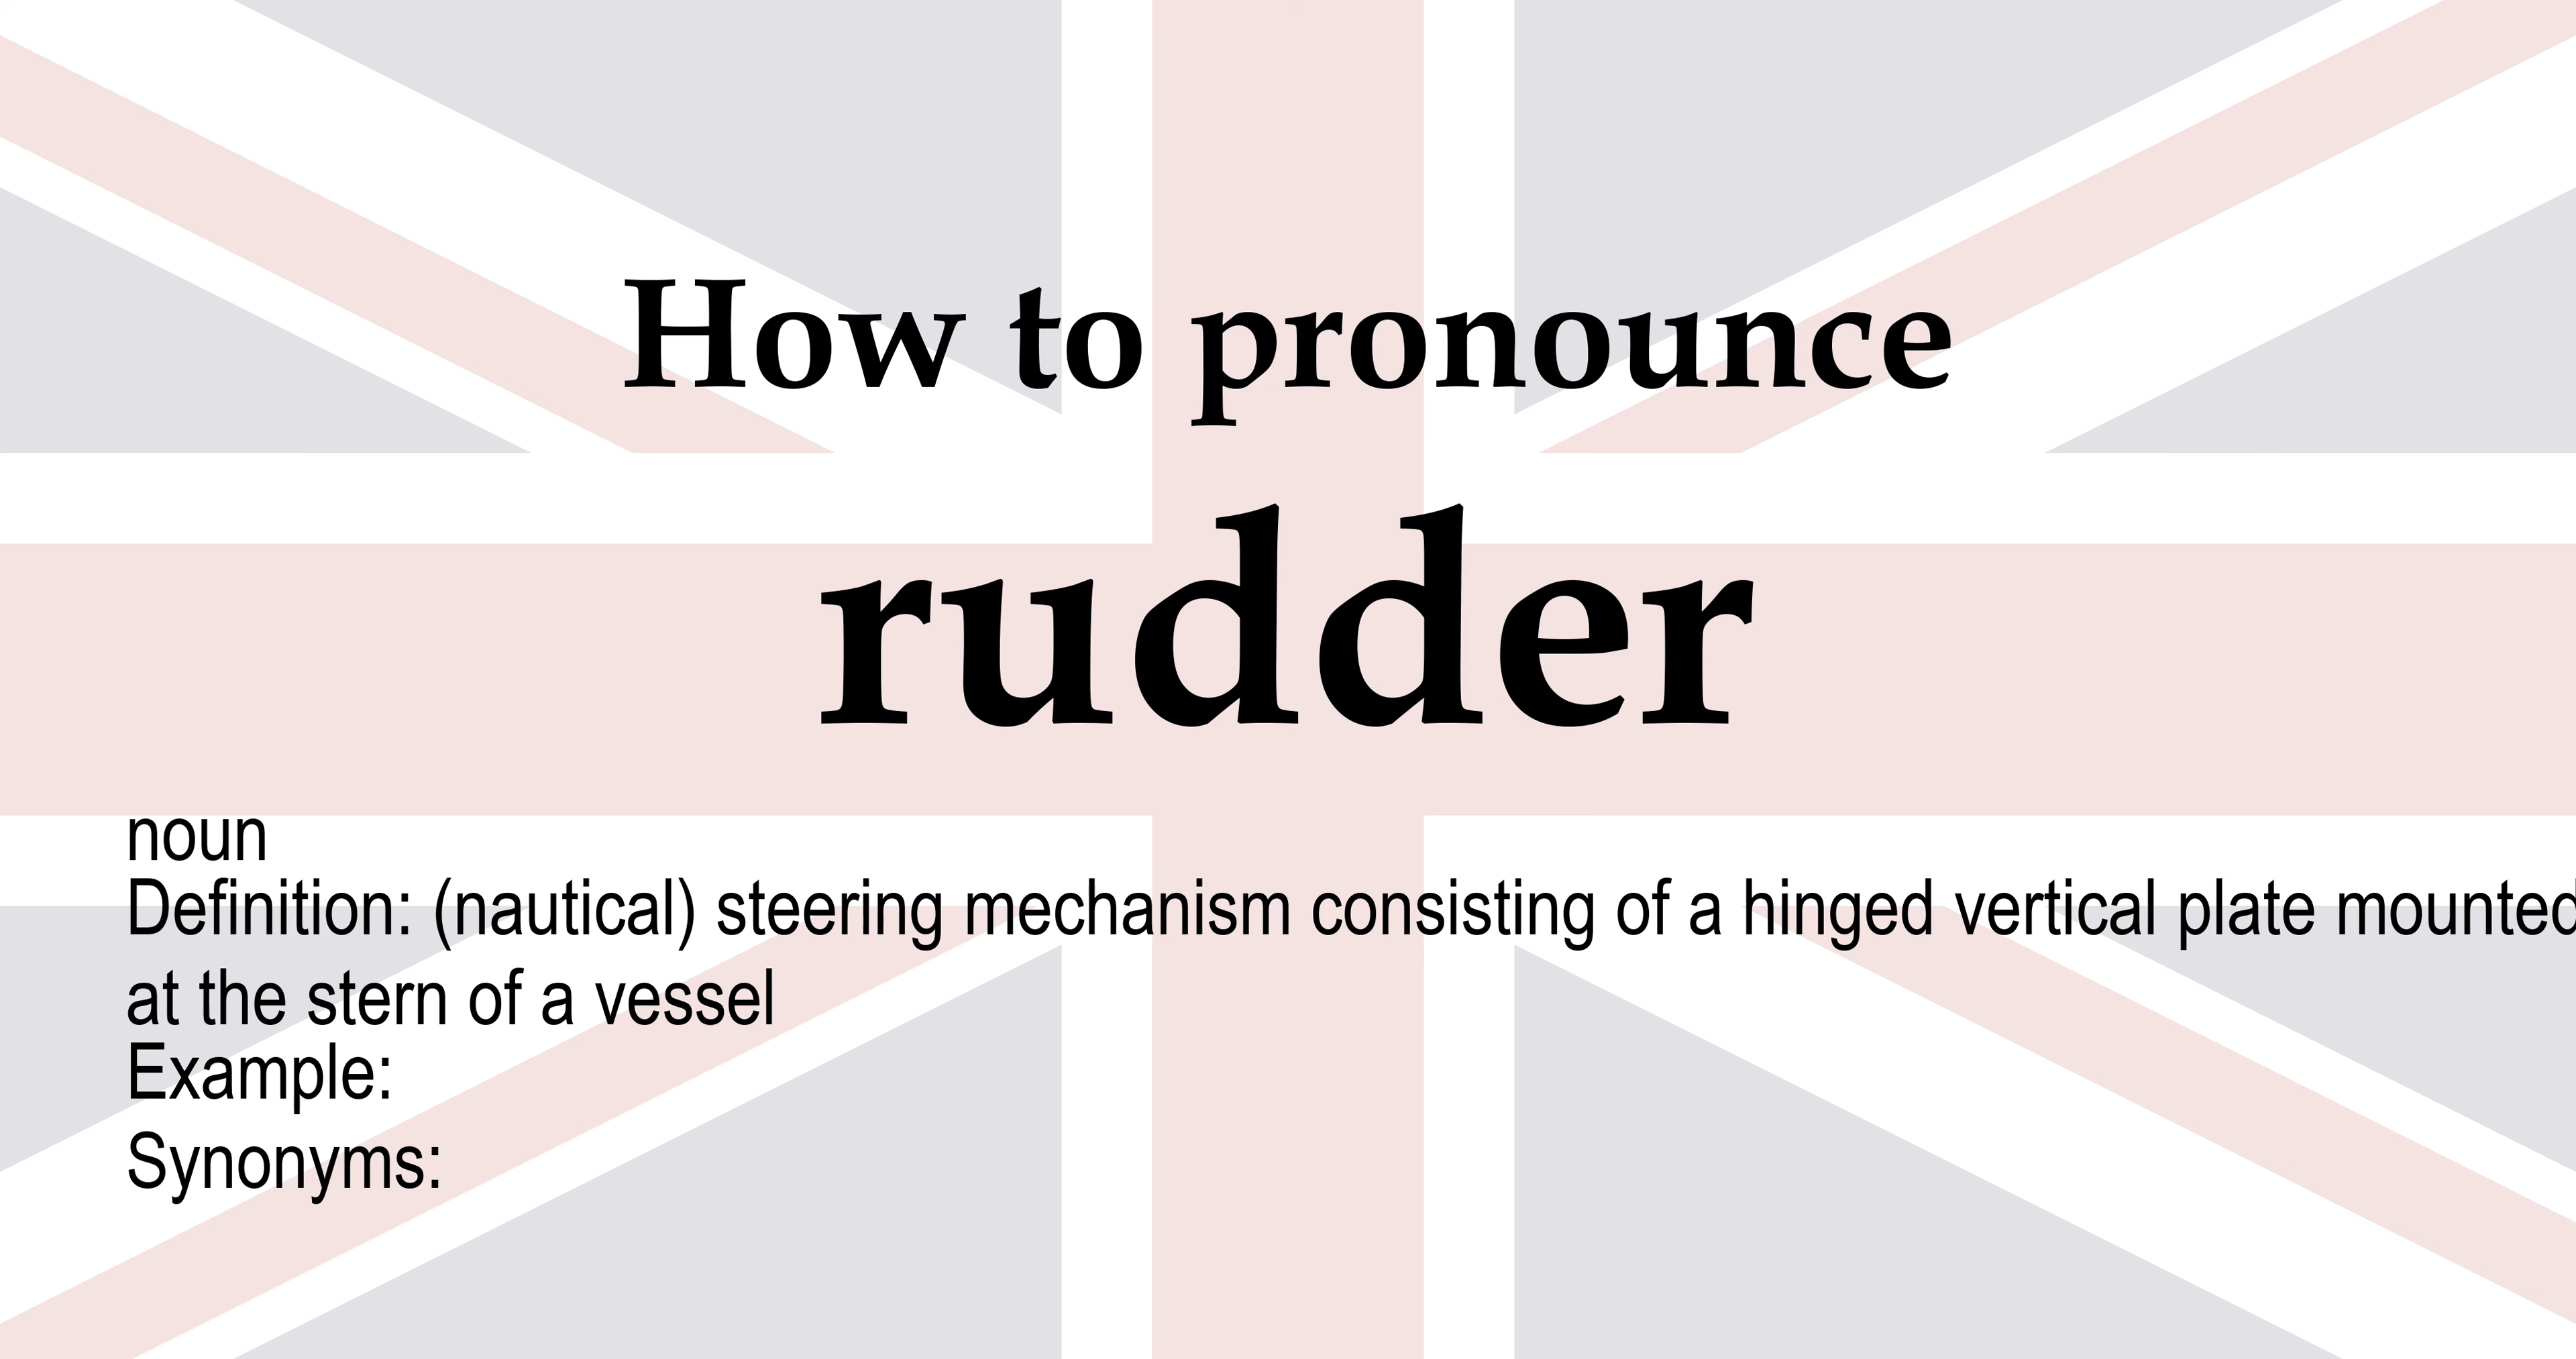 How to pronounce
rudder
noun
Definition: (nautical) steering mechanism consisting of a hinged vertical plate mounted
at the stern of a vessel
Example:
Synonyms: